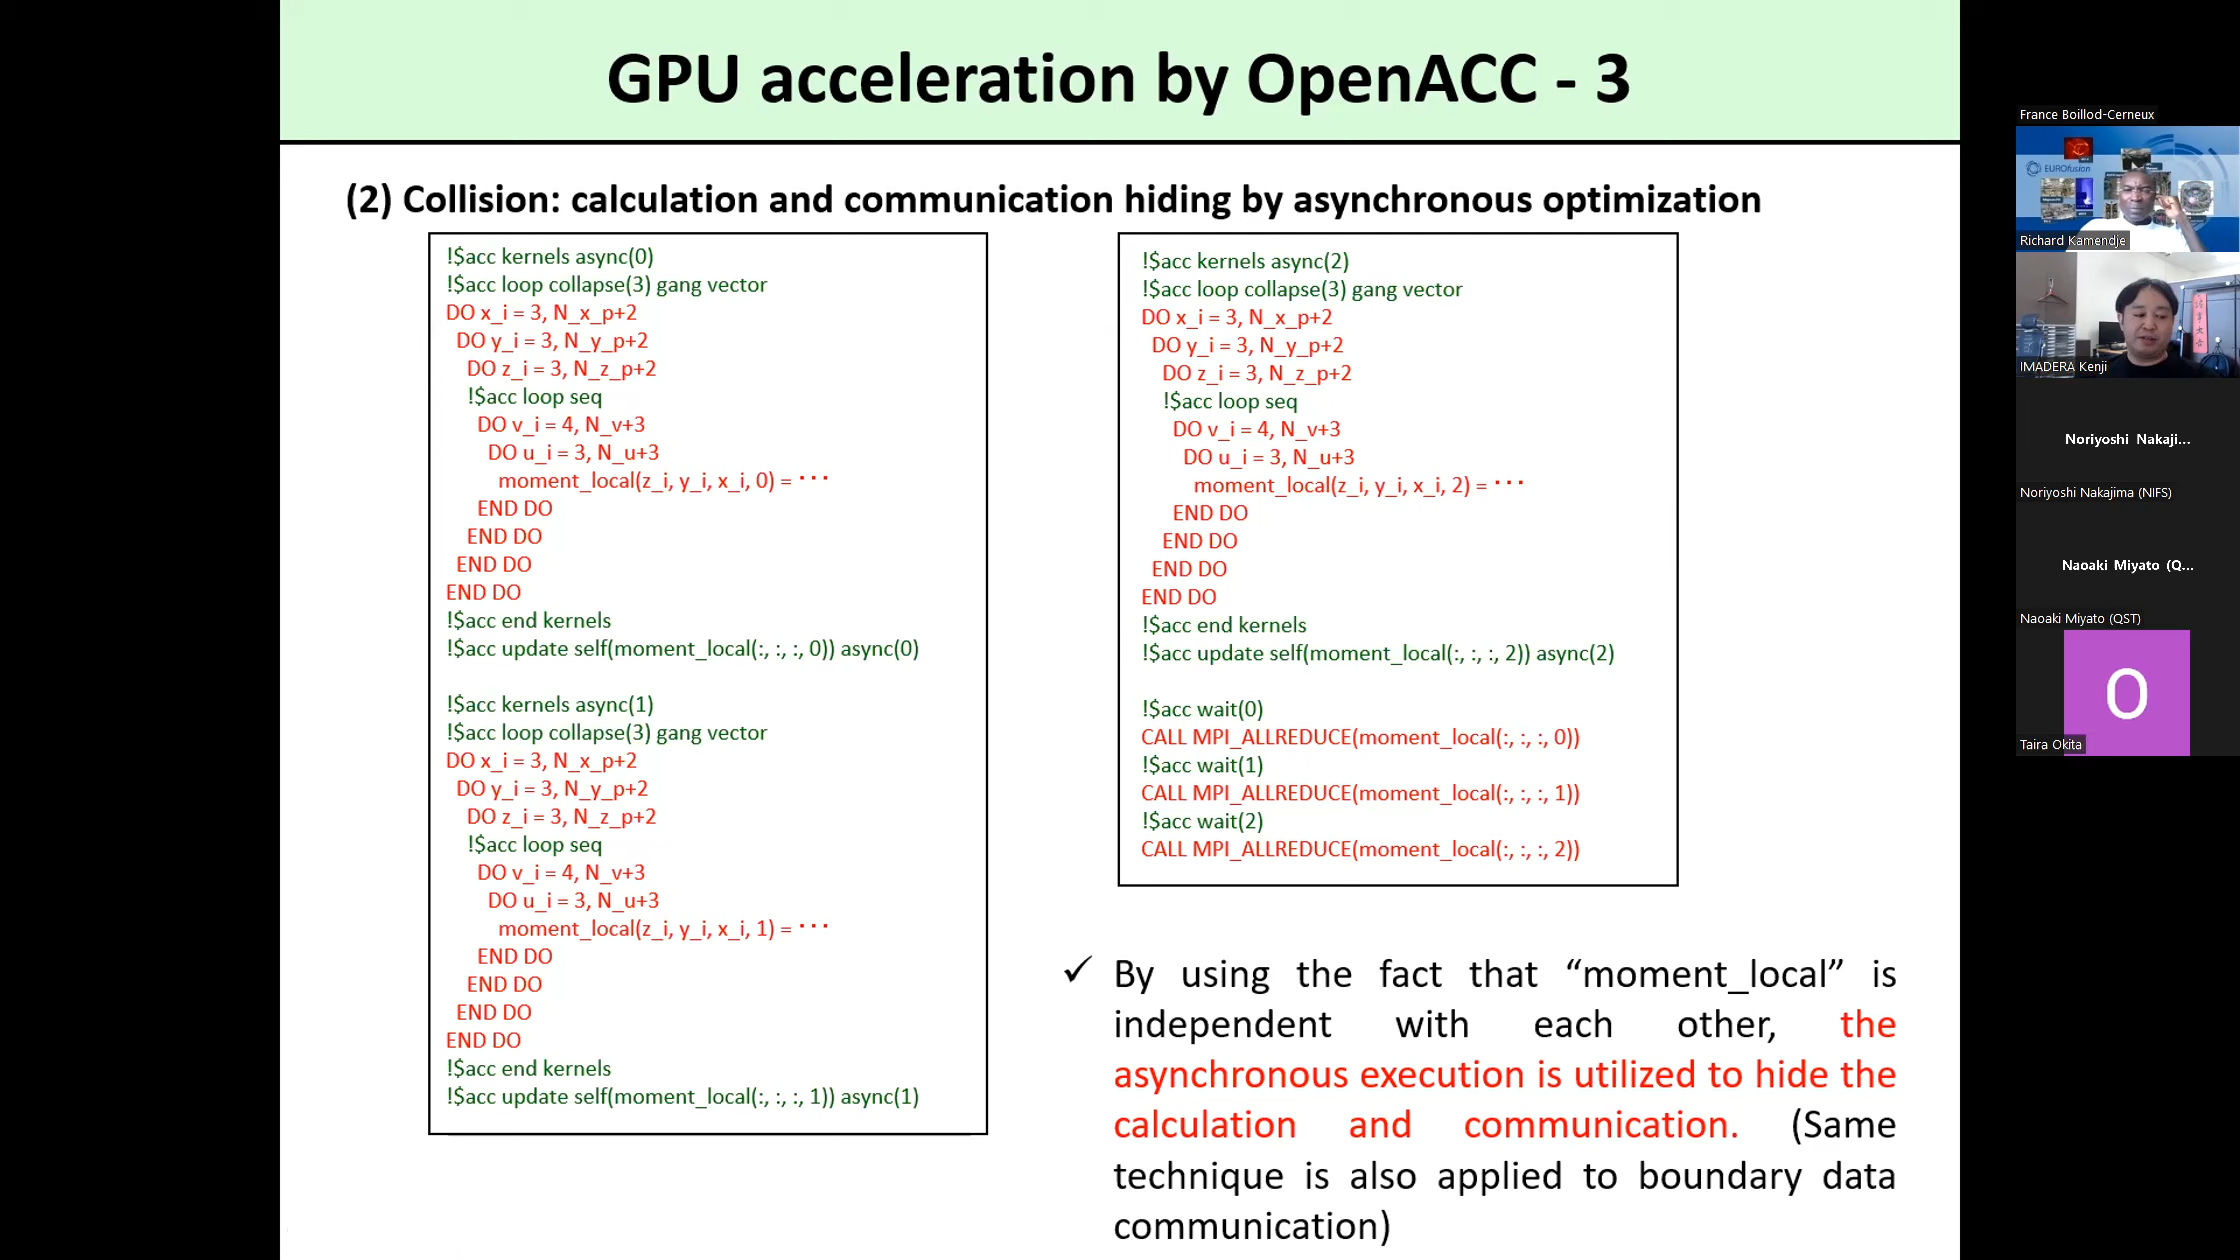 GPU acceleration by OpenACC - 3
(2) Collision: calculation and communication hiding by asynchronous optimization
!$acc kernels async(0)
!$acc loop collapse(3) gang vector
DO x_i = 3, N_x_p+2
DO y_i = 3, N_y_p+2
DO z_i = 3, N_z_p+2
!$acc loop seq
DO v_i = 4, N_v+3
DO u_i = 3, N_u+3
moment_local(z_i, y_i, x_i, 0) = ･･･
END DO
END DO
END DO
END DO
!$acc end kernels
!$acc update self(moment_local(:, :, :, 0)) async(0)
!$acc kernels async(1)
!$acc loop collapse(3) gang vector
DO x_i = 3, N_x_p+2
DO y_i = 3, N_y_p+2
DO z_i = 3, N_z_p+2
!$acc loop seq
DO v_i = 4, N_v+3
DO u_i = 3, N_u+3
moment_local(z_i, y_i, x_i, 1) = ･･･
END DO
END DO
END DO
END DO
!$acc end kernels
!$acc update self(moment_local(:, :, :, 1)) async(1)
!$acc kernels async(2)
!$acc loop collapse(3) gang vector
DO x_i = 3, N_x_p+2
DO y_i = 3, N_y_p+2
DO z_i = 3, N_z_p+2
!$acc loop seq
DO v_i = 4, N_v+3
DO u_i = 3, N_u+3
moment_local(z_i, y_i, x_i, 2) = ･･･
END DO
END DO
END DO
END DO
!$acc end kernels
!$acc update self(moment_local(:, :, :, 2)) async(2)
!$acc wait(0)
CALL MPI_ALLREDUCE(moment_local(:, :, :, 0))
!$acc wait(1)
CALL MPI_ALLREDUCE(moment_local(:, :, :, 1))
!$acc wait(2)
CALL MPI_ALLREDUCE(moment_local(:, :, :, 2))
✓ By using the fact that “moment_local” is
independent with each other, the
asynchronous execution is utilized to hide the
calculation and communication. (Same
technique is also applied to boundary data
communication)
France Boillod-Cerneux
EUROfusion
Richard Kamendje
IMADERA Kenji
Noriyoshi Nakaji...
Noriyoshi Nakajima (NIFS)
Naoaki Miyato (Q...
Naoaki Miyato (QST)
O
Taira Okita